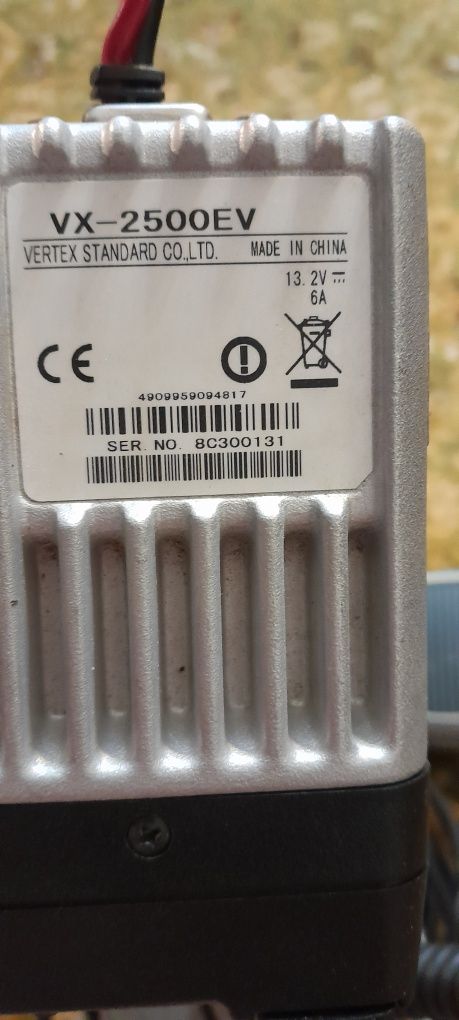 VX-2500EV
VERTEX STANDARD CO.,LTD. MADE IN CHINA
13.2V ⎓
6A
CE
4909959094817
SER. NO. 8C300131